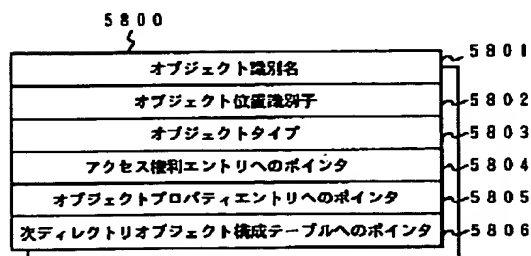 5800
オブジェクト識別名 5801
オブジェクト位置識別子 5802
オブジェクトタイプ 5803
アクセス権利エントリへのポインタ 5804
オブジェクトプロパティエントリへのポインタ 5805
次ディレクトリオブジェクト構成テーブルへのポインタ 5806